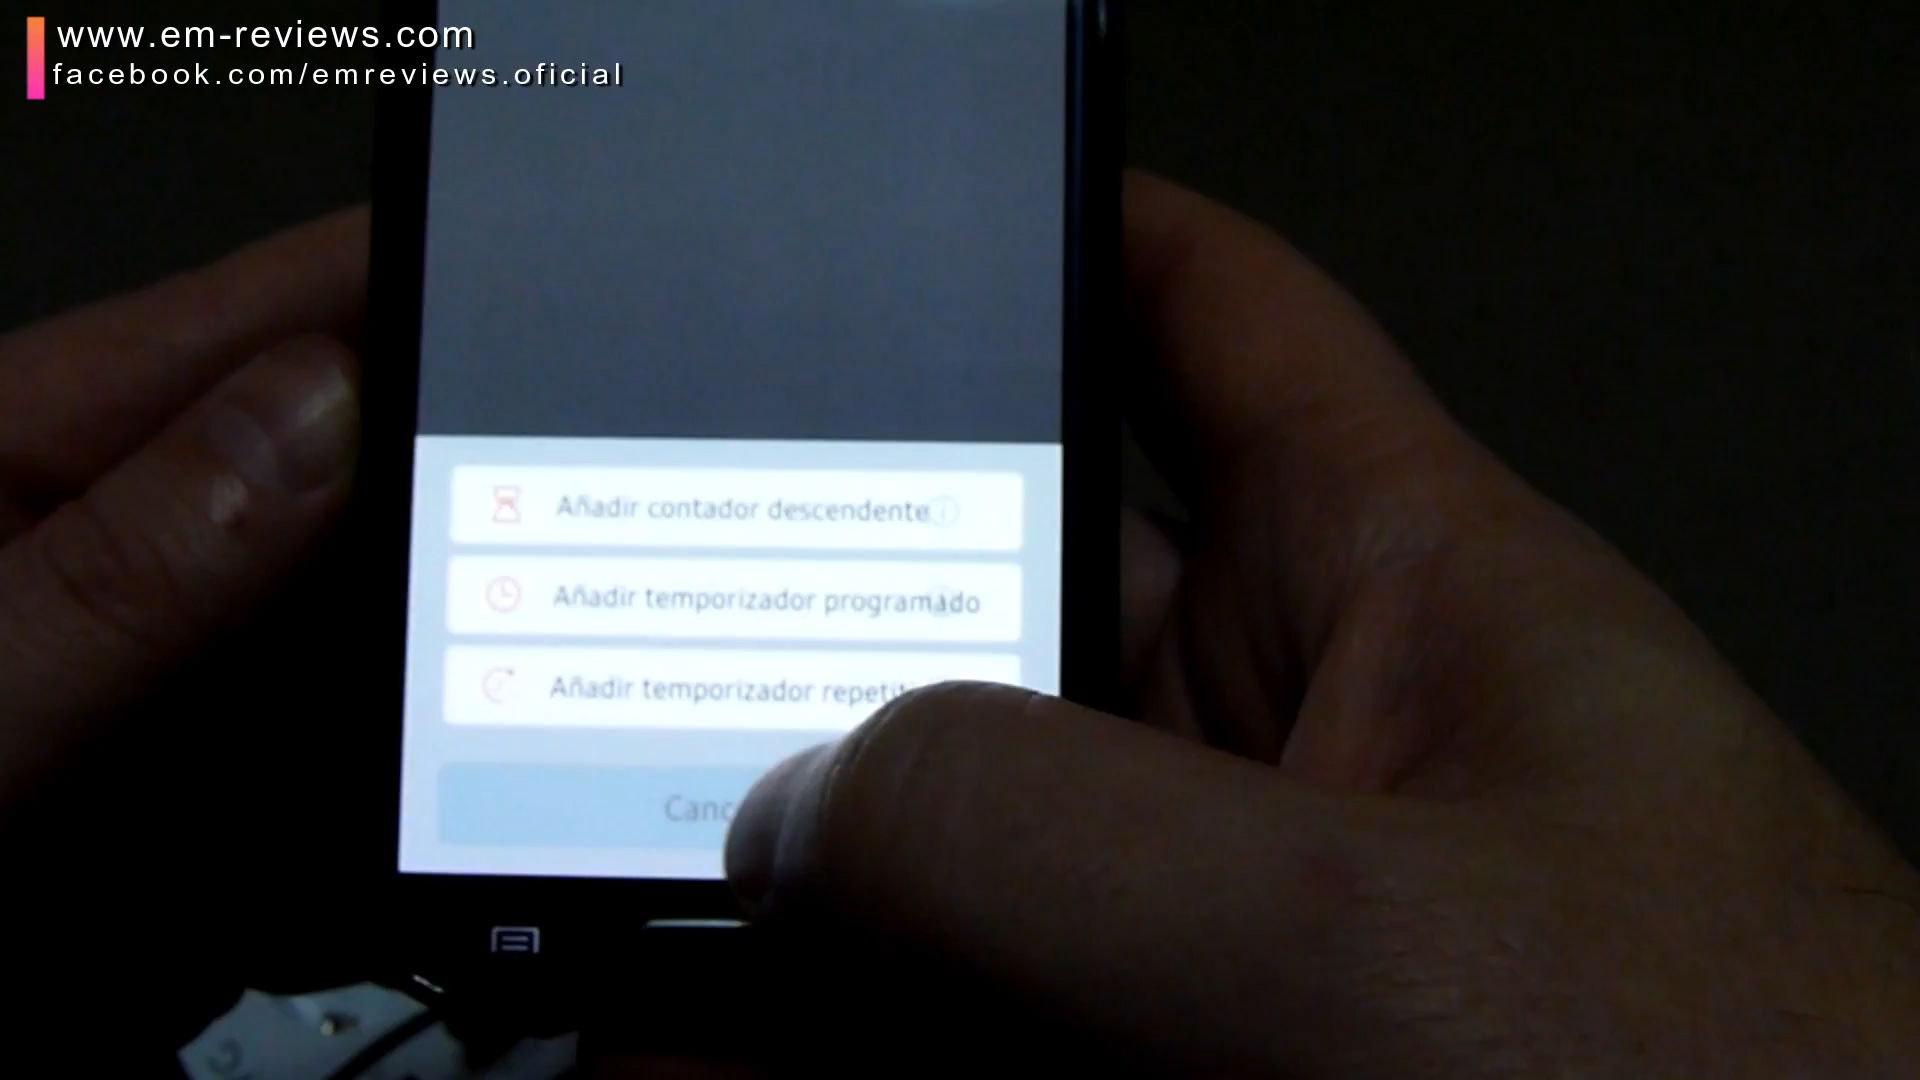 www.em-reviews.com
facebook.com/emreviews.oficial
Añadir contador descendente
Añadir temporizador programado
Añadir temporizador